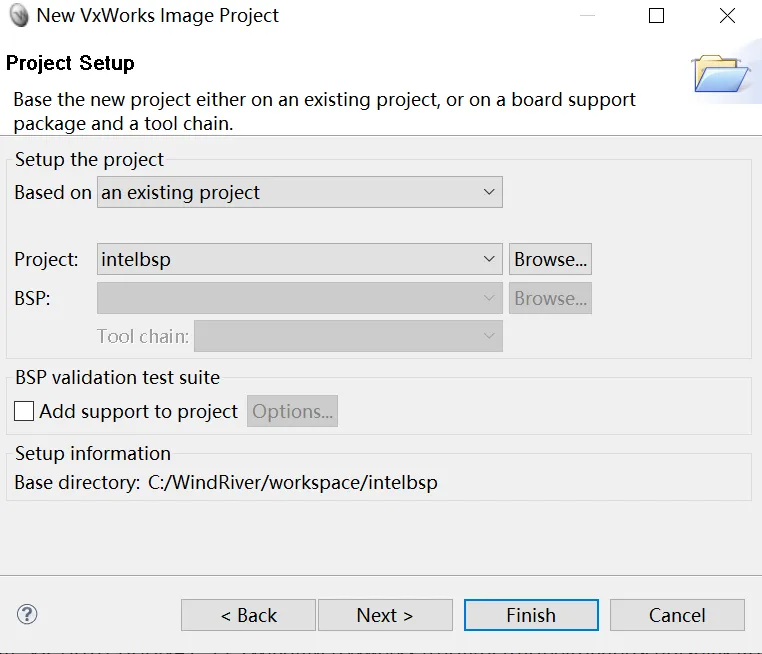 New VxWorks Image Project
Project Setup
Base the new project either on an existing project, or on a board support
package and a tool chain.
Setup the project
Based on an existing project
Project: intelbsp Browse...
BSP: Browse...
Tool chain:
BSP validation test suite
Add support to project Options...
Setup information
Base directory: C:/WindRiver/workspace/intelbsp
? < Back Next > Finish Cancel